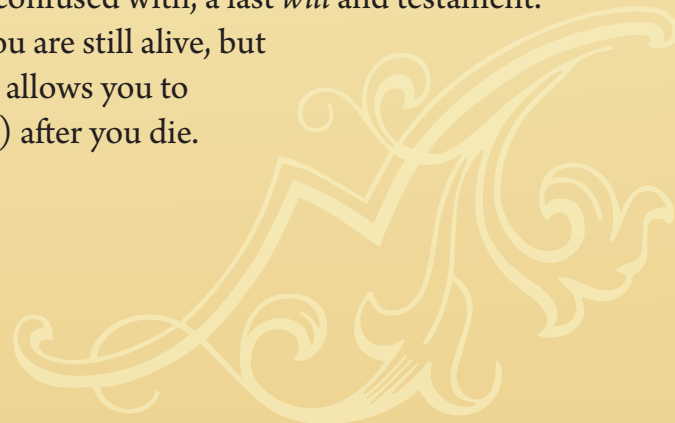 confused with, a last will and testament.
ou are still alive, but
allows you to
) after you die.